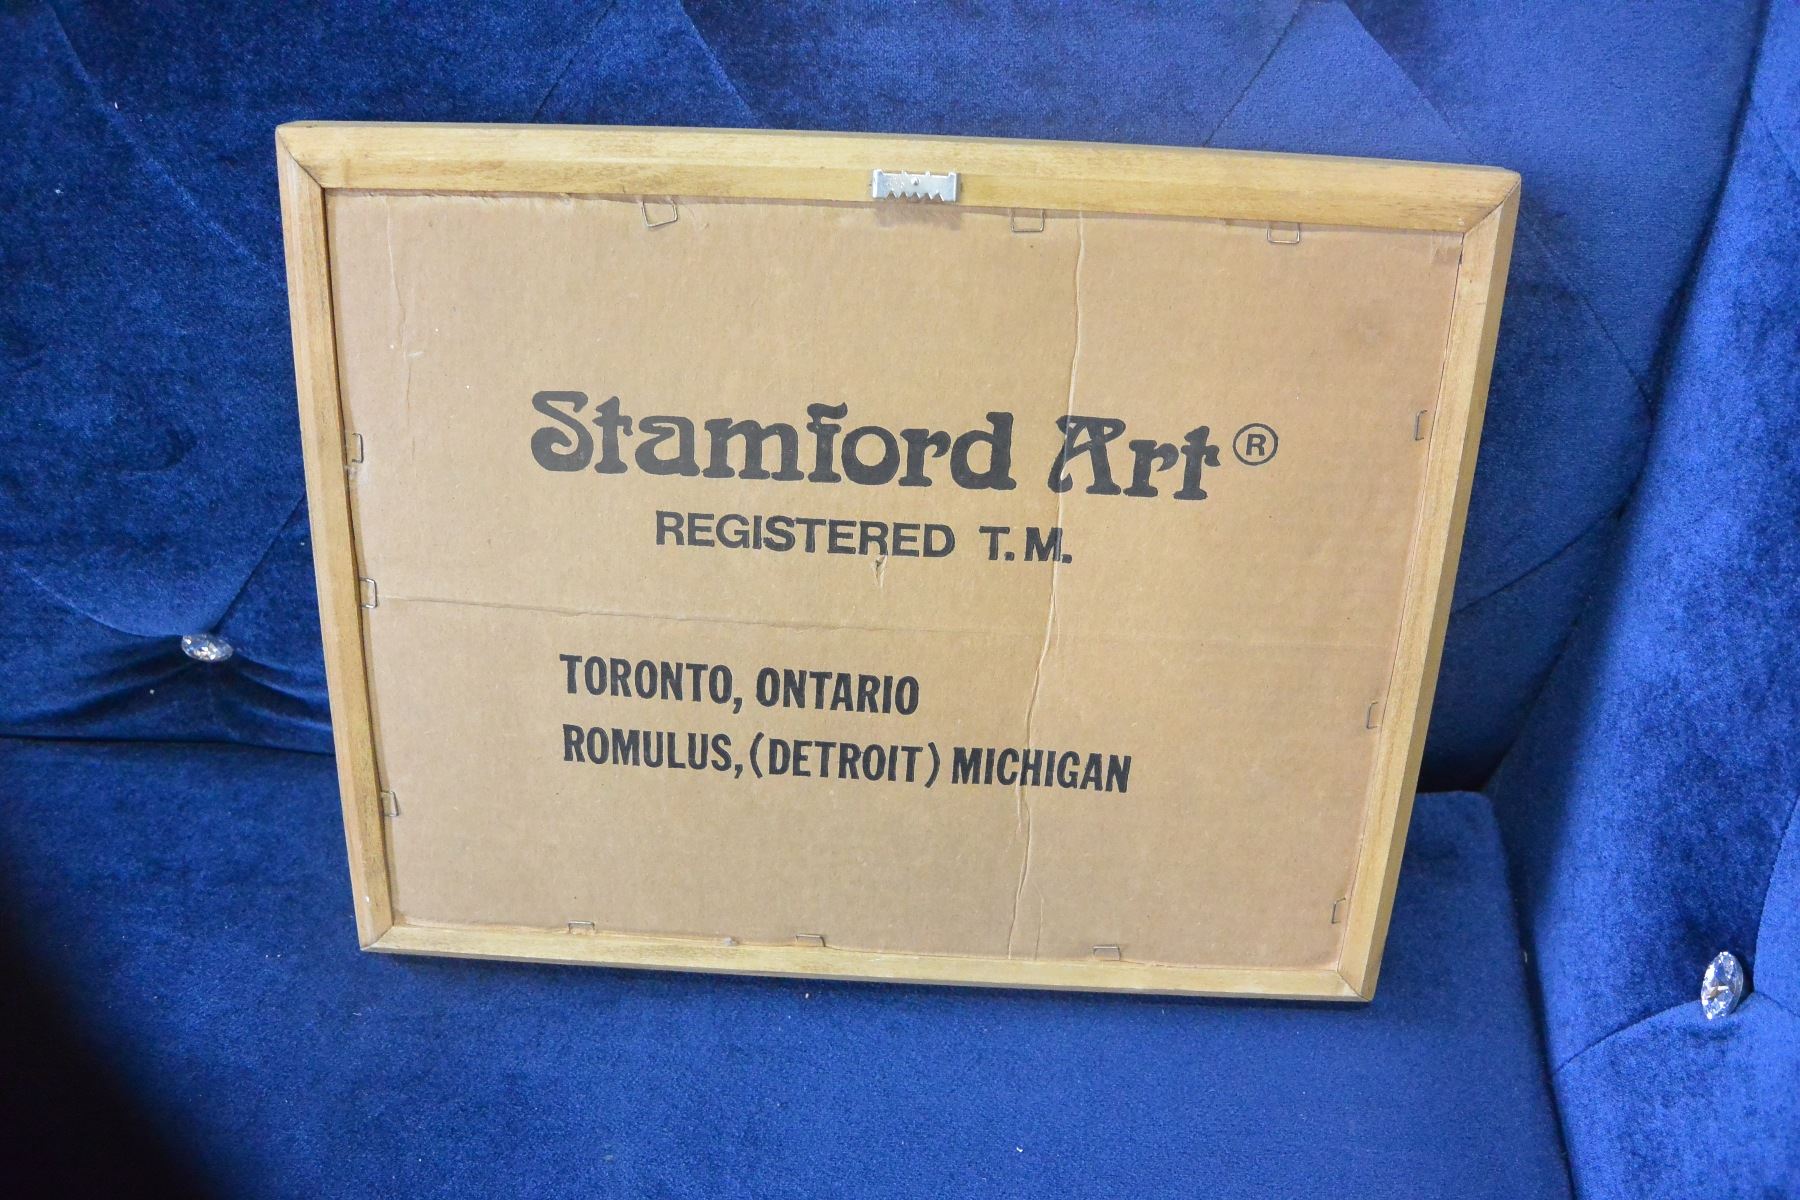 Stamford Art ®
REGISTERED T.M.
TORONTO, ONTARIO
ROMULUS, (DETROIT) MICHIGAN